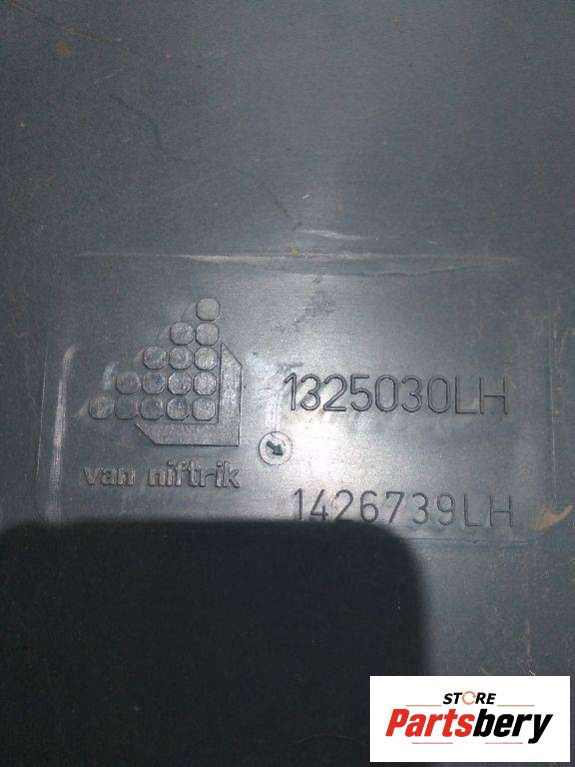 1325030LH
van niftrik
1426739LH
STORE
Partsbery